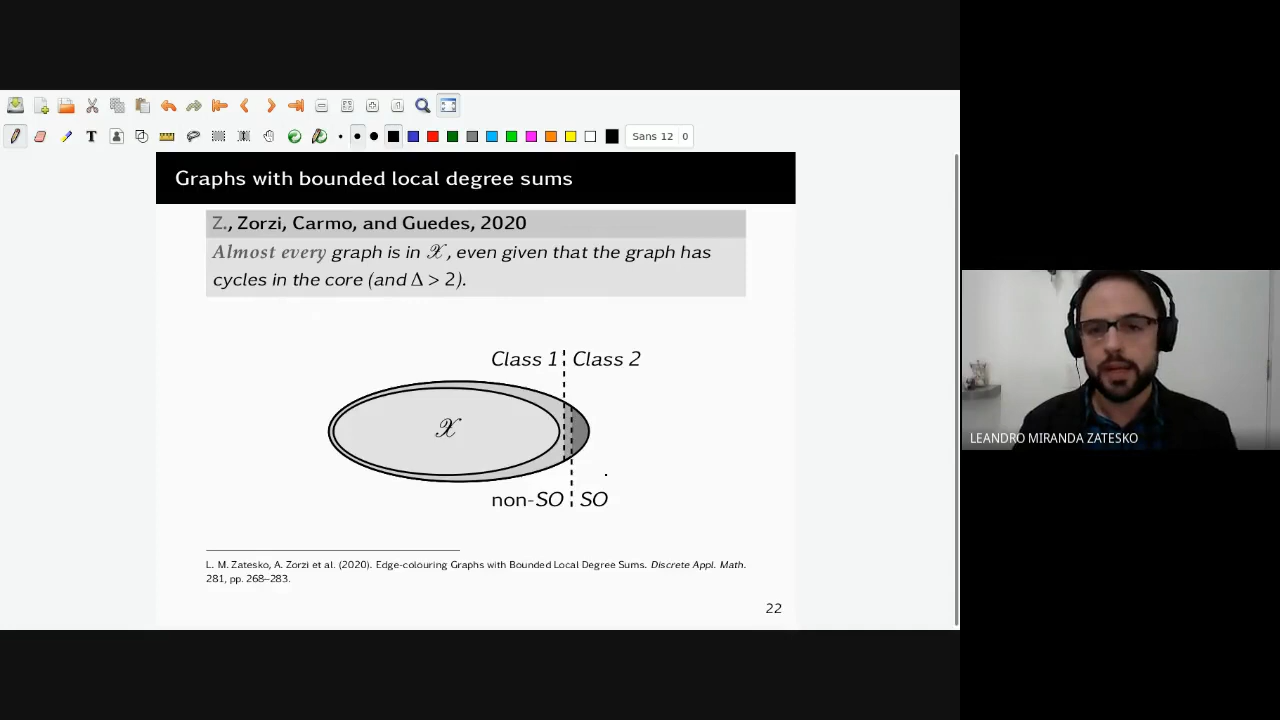 Sans 12 0
Graphs with bounded local degree sums
Z., Zorzi, Carmo, and Guedes, 2020
Almost every graph is in 𝒳, even given that the graph has
cycles in the core (and Δ > 2).
Class 1 Class 2
𝒳
non-SO SO
L. M. Zatesko, A. Zorzi et al. (2020). Edge-colouring Graphs with Bounded Local Degree Sums. Discrete Appl. Math.
281, pp. 268–283.
22
LEANDRO MIRANDA ZATESKO